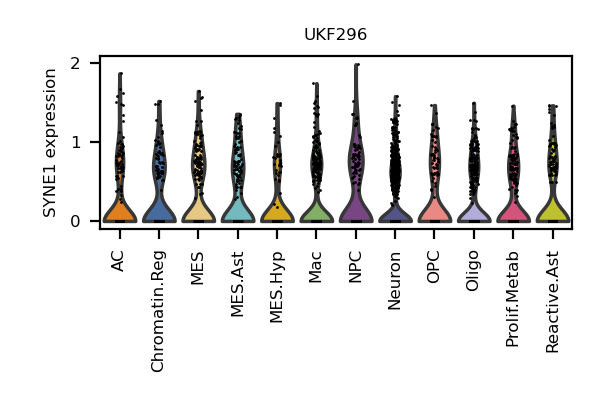 UKF296
SYNE1 expression
2
1
0
AC
Chromatin.Reg
MES
MES.Ast
MES.Hyp
Mac
NPC
Neuron
OPC
Oligo
Prolif.Metab
Reactive.Ast